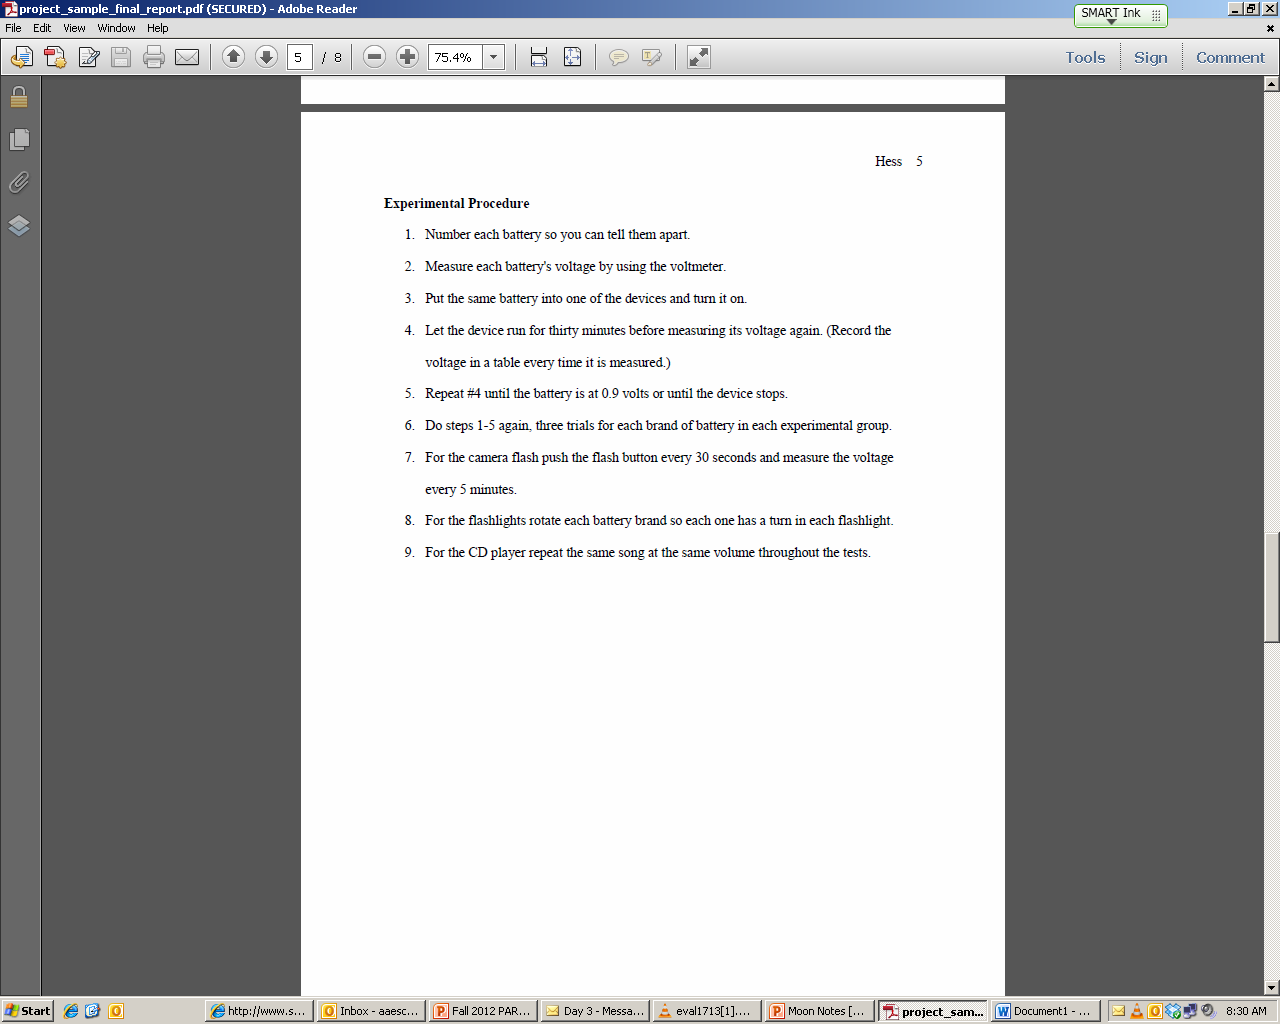 project_sample_final_report.pdf (SECURED) - Adobe Reader
SMART Ink
File Edit View Window Help
5 / 8 75.4% Tools Sign Comment
Hess 5
Experimental Procedure
1. Number each battery so you can tell them apart.
2. Measure each battery's voltage by using the voltmeter.
3. Put the same battery into one of the devices and turn it on.
4. Let the device run for thirty minutes before measuring its voltage again. (Record the
voltage in a table every time it is measured.)
5. Repeat #4 until the battery is at 0.9 volts or until the device stops.
6. Do steps 1-5 again, three trials for each brand of battery in each experimental group.
7. For the camera flash push the flash button every 30 seconds and measure the voltage
every 5 minutes.
8. For the flashlights rotate each battery brand so each one has a turn in each flashlight.
9. For the CD player repeat the same song at the same volume throughout the tests.
Start http://www.s... Inbox - aaesc... Fall 2012 PAR... Day 3 - Messa... eval1713[1].... Moon Notes [... project_sam... Document1 - ... 8:30 AM